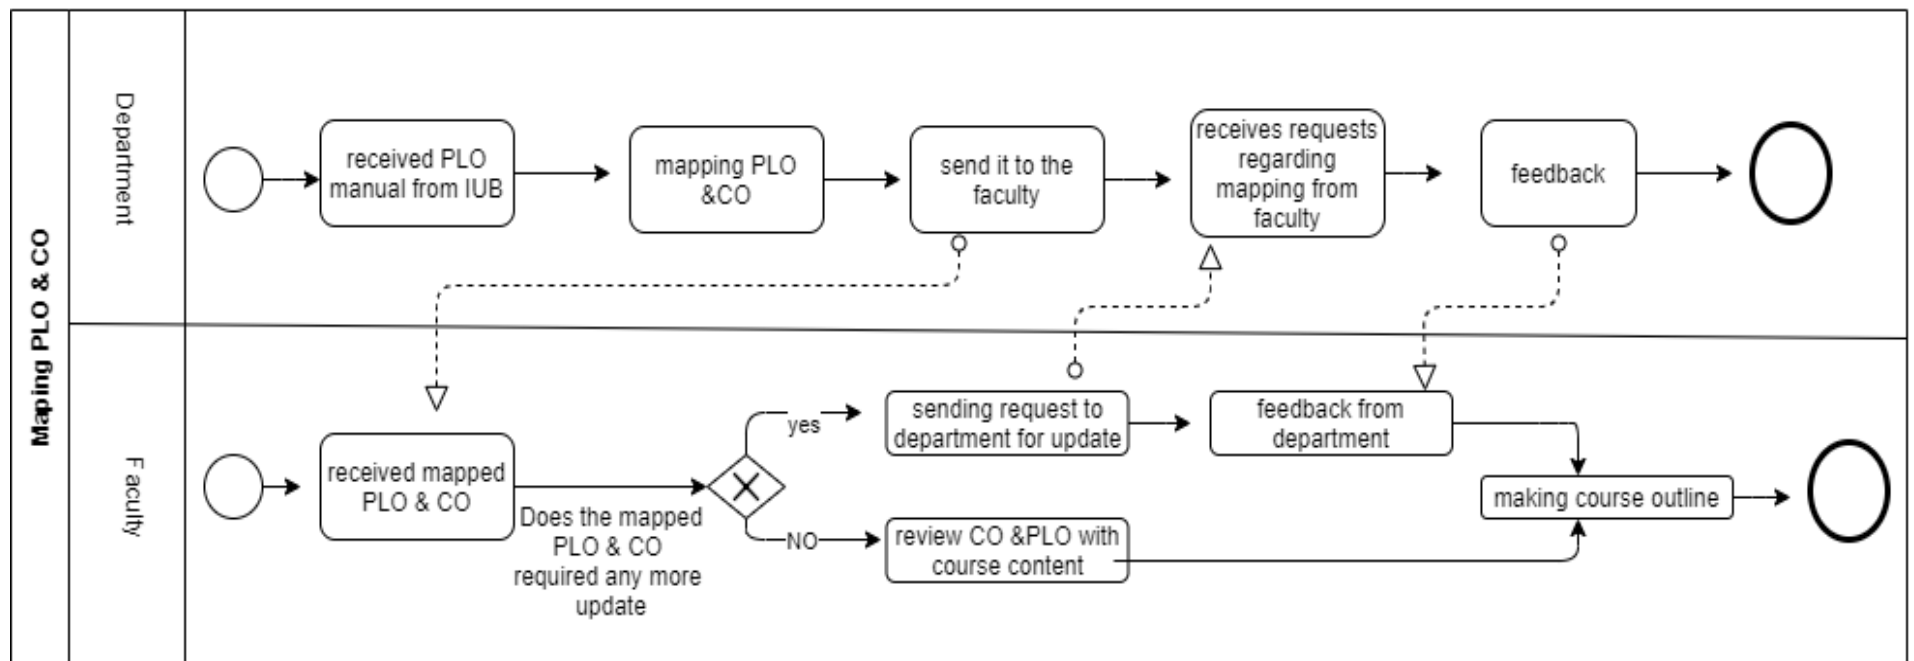 Maping PLO & CO
Department
received PLO
manual from IUB
mapping PLO
&CO
send it to the
faculty
receives requests
regarding
mapping from
faculty
feedback
Faculty
received mapped
PLO & CO
Does the mapped
PLO & CO
required any more
update
yes
NO
sending request to
department for update
review CO &PLO with
course content
feedback from
department
making course outline